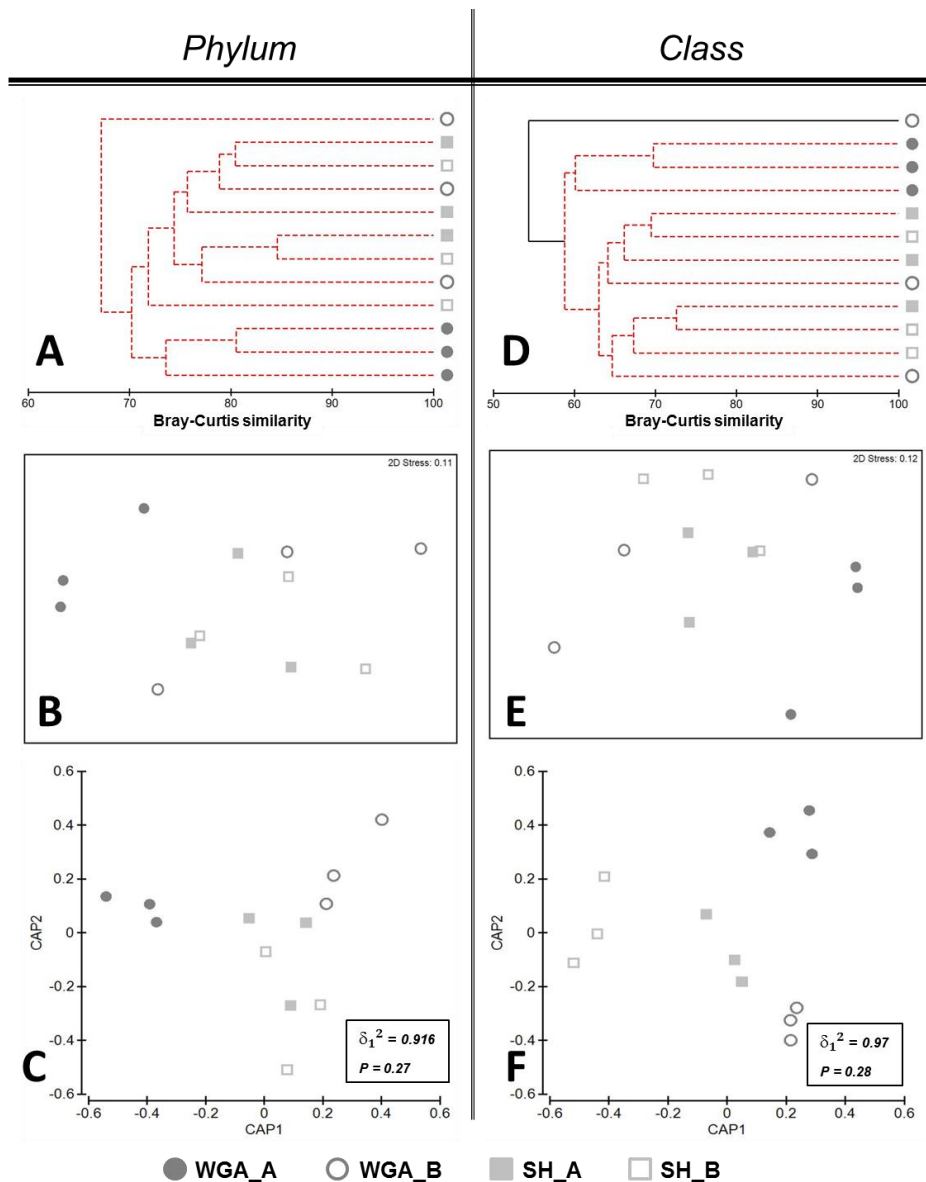 Phylum
Class
A
60 70 80 90 100
Bray-Curtis similarity
D
50 60 70 80 90 100
Bray-Curtis similarity
2D Stress: 0.11
B
2D Stress: 0.12
E
0.6
0.4
0.2
0
-0.2
-0.4
-0.6
CAP2
-0.6 -0.4 -0.2 0 0.2 0.4 0.6
CAP1
δ₁² = 0.916
P = 0.27
C
0.6
0.4
0.2
0
-0.2
-0.4
-0.6
CAP2
-0.6 -0.4 -0.2 0 0.2 0.4 0.6
CAP1
δ₁² = 0.97
P = 0.28
F
WGA_A WGA_B SH_A SH_B